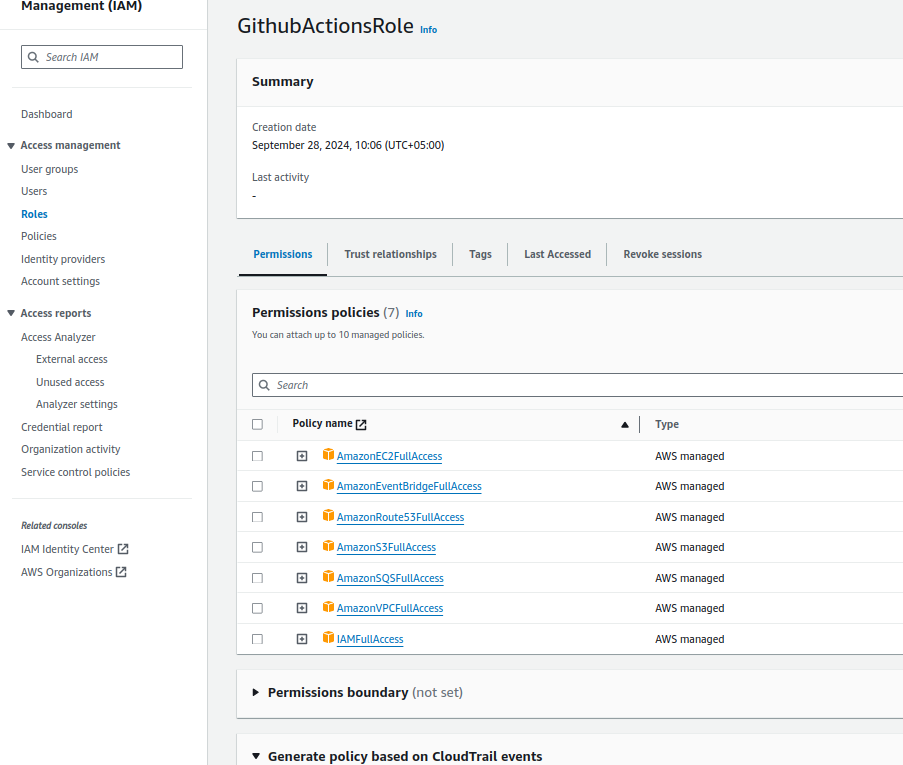 Management (IAM)
Search IAM
Dashboard
Access management
User groups
Users
Roles
Policies
Identity providers
Account settings
Access reports
Access Analyzer
External access
Unused access
Analyzer settings
Credential report
Organization activity
Service control policies
Related consoles
IAM Identity Center
AWS Organizations
GithubActionsRole Info
Summary
Creation date
September 28, 2024, 10:06 (UTC+05:00)
Last activity
-
Permissions Trust relationships Tags Last Accessed Revoke sessions
Permissions policies (7) Info
You can attach up to 10 managed policies.
Search
Policy name Type
AmazonEC2FullAccess AWS managed
AmazonEventBridgeFullAccess AWS managed
AmazonRoute53FullAccess AWS managed
AmazonS3FullAccess AWS managed
AmazonSQSFullAccess AWS managed
AmazonVPCFullAccess AWS managed
IAMFullAccess AWS managed
Permissions boundary (not set)
Generate policy based on CloudTrail events